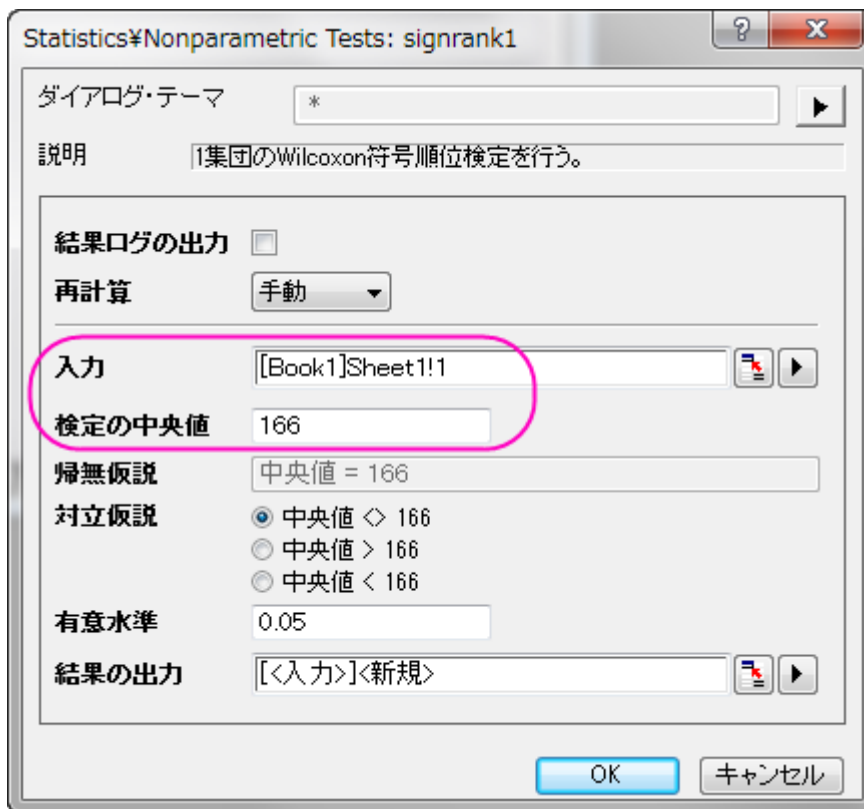 Statistics¥Nonparametric Tests: signrank1
ダイアログ・テーマ *
説明 1集団のWilcoxon符号順位検定を行う。
結果ログの出力
再計算 手動
入力 [Book1]Sheet1!1
検定の中央値 166
帰無仮説 中央値 = 166
対立仮説 中央値 <> 166
中央値 > 166
中央値 < 166
有意水準 0.05
結果の出力 [<入力>]<新規>
OK キャンセル